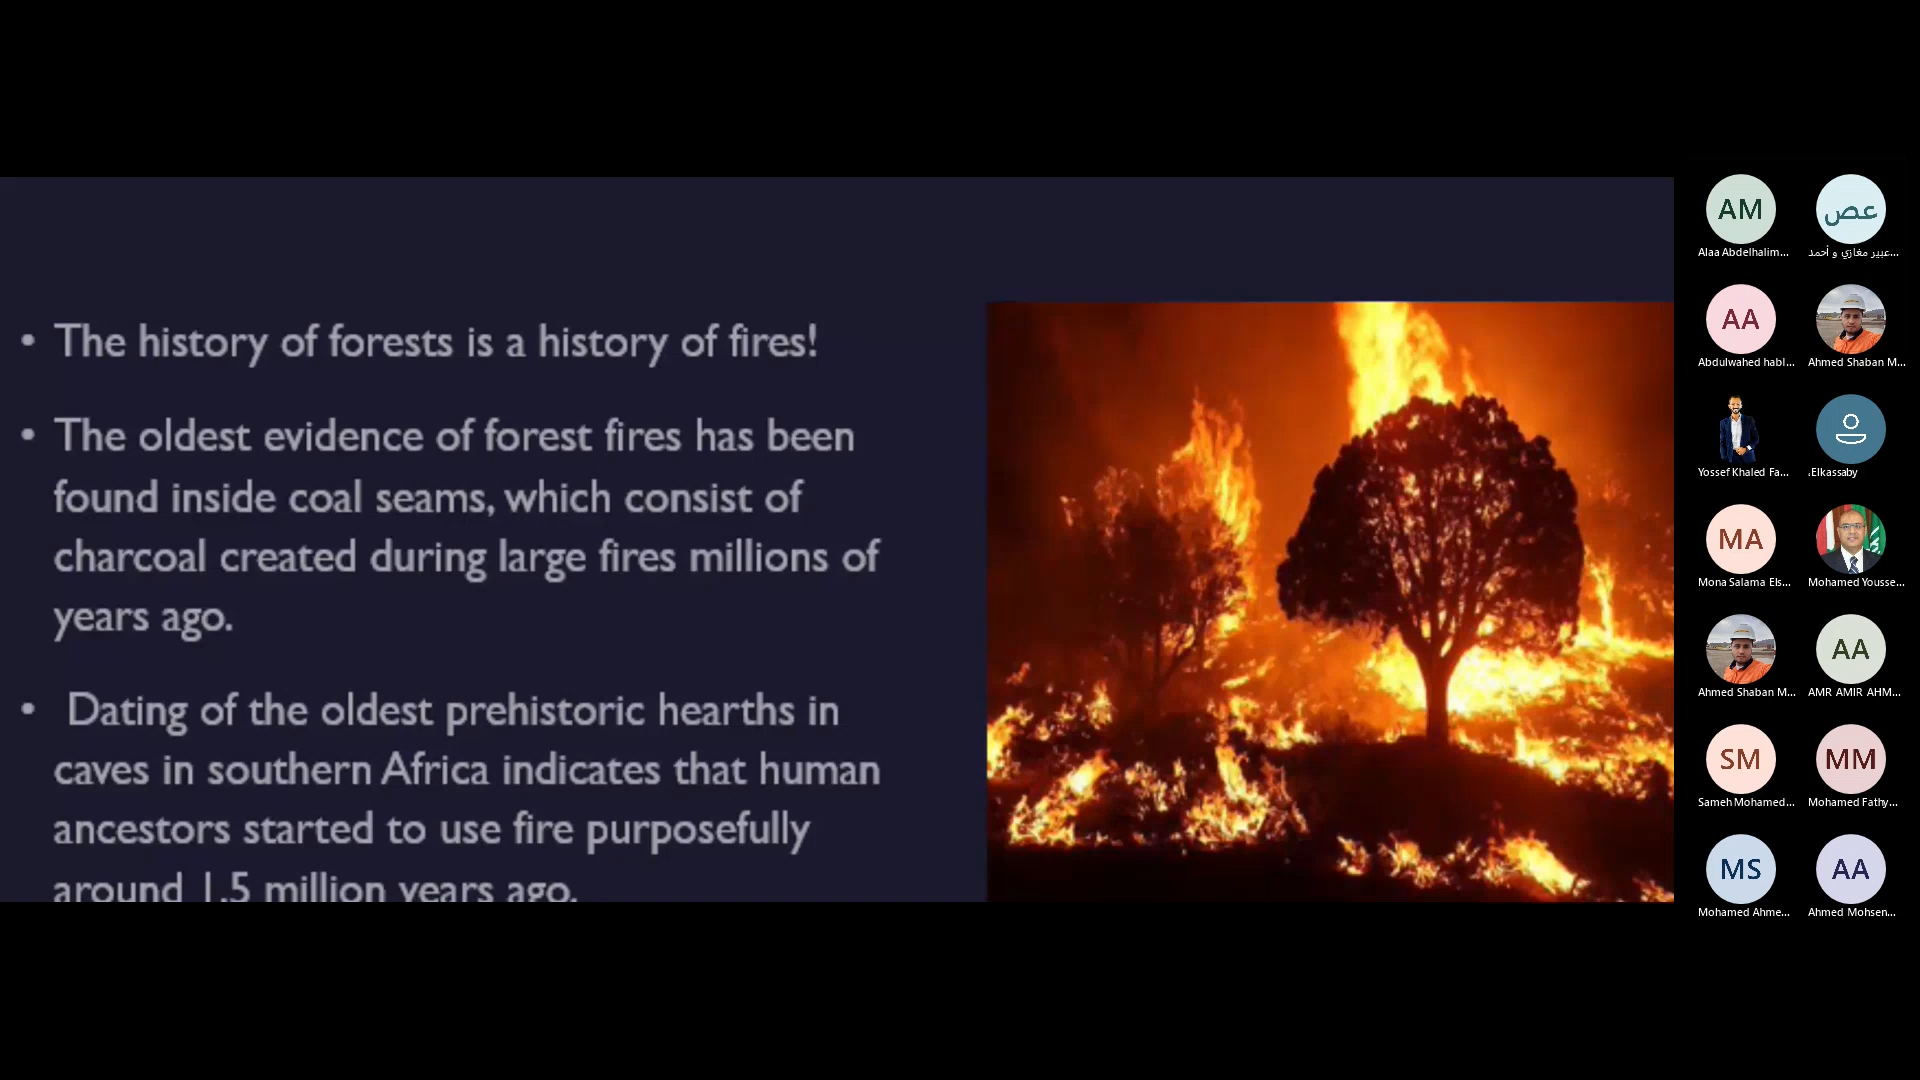 • The history of forests is a history of fires!
• The oldest evidence of forest fires has been
found inside coal seams, which consist of
charcoal created during large fires millions of
years ago.
• Dating of the oldest prehistoric hearths in
caves in southern Africa indicates that human
ancestors started to use fire purposefully
around 1.5 million years ago.
AM
عص
Alaa Abdelhalim...
عبير مغازي و أحمد...
AA
Abdulwahed habl...
Ahmed Shaban M...
Yossef Khaled Fa...
.Elkassaby
MA
Mona Salama Els...
Mohamed Yousse...
AA
Ahmed Shaban M...
AMR AMIR AHM...
SM
MM
Sameh Mohamed...
Mohamed Fathy...
MS
AA
Mohamed Ahme...
Ahmed Mohsen...